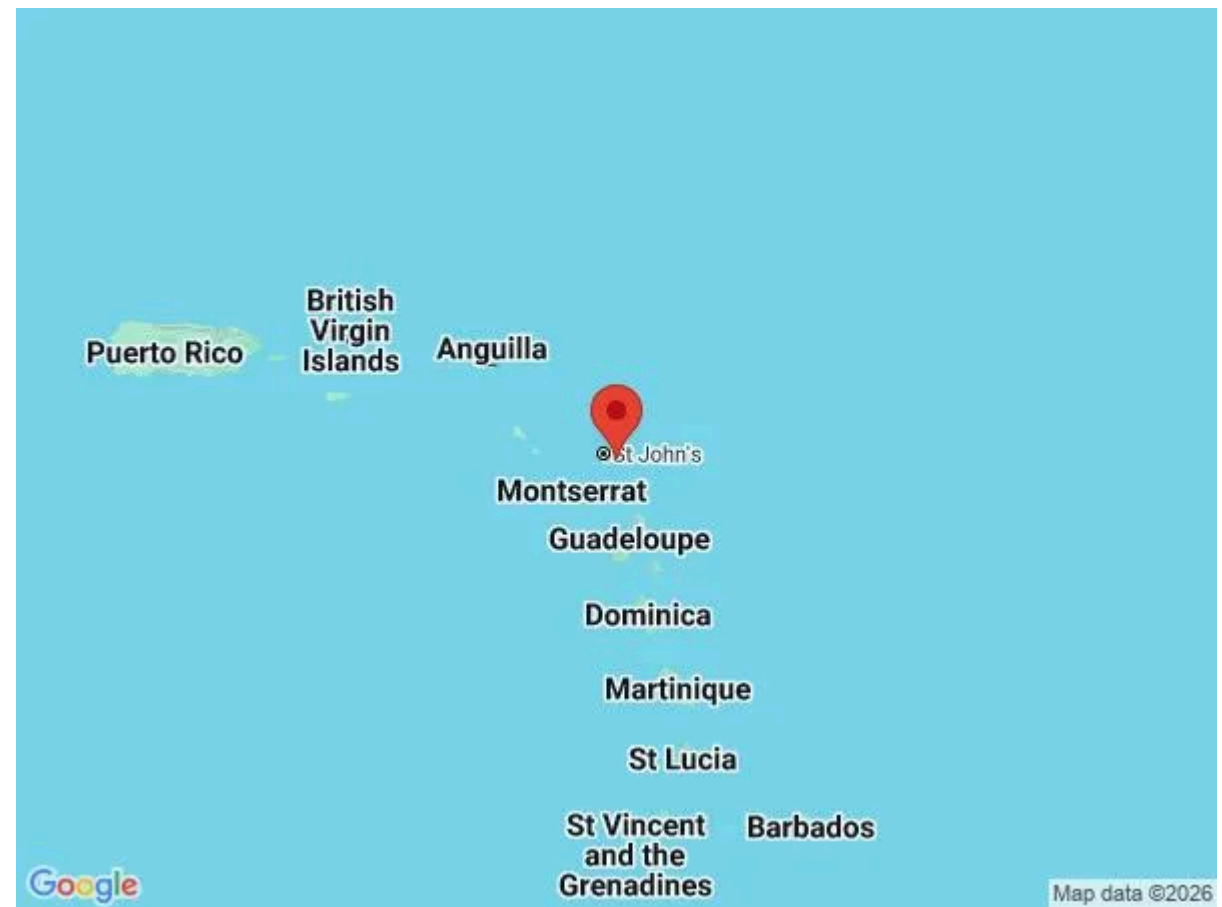 British
Virgin
Islands
Puerto Rico
Anguilla
St John's
Montserrat
Guadeloupe
Dominica
Martinique
St Lucia
St Vincent
and the
Grenadines
Barbados
Google
Map data ©2026